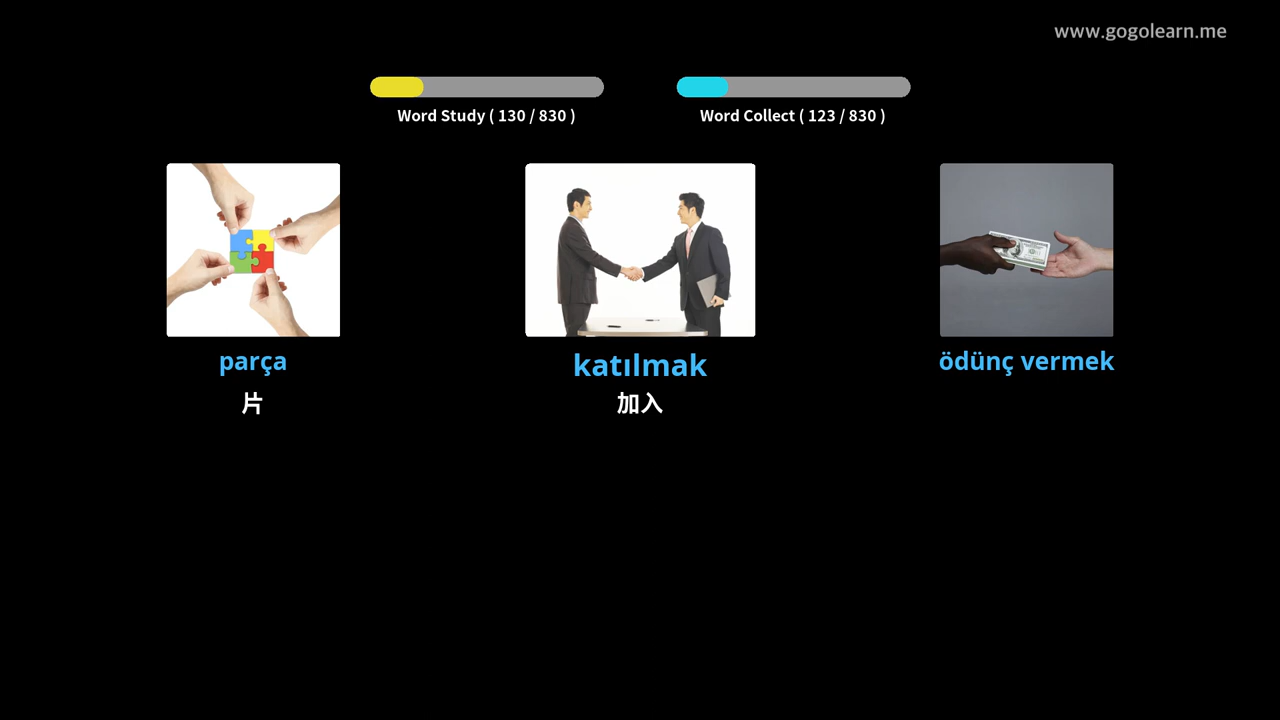 www.gogolearn.me
Word Study ( 130 / 830 )
Word Collect ( 123 / 830 )
parça
katılmak
ödünç vermek
片
加入